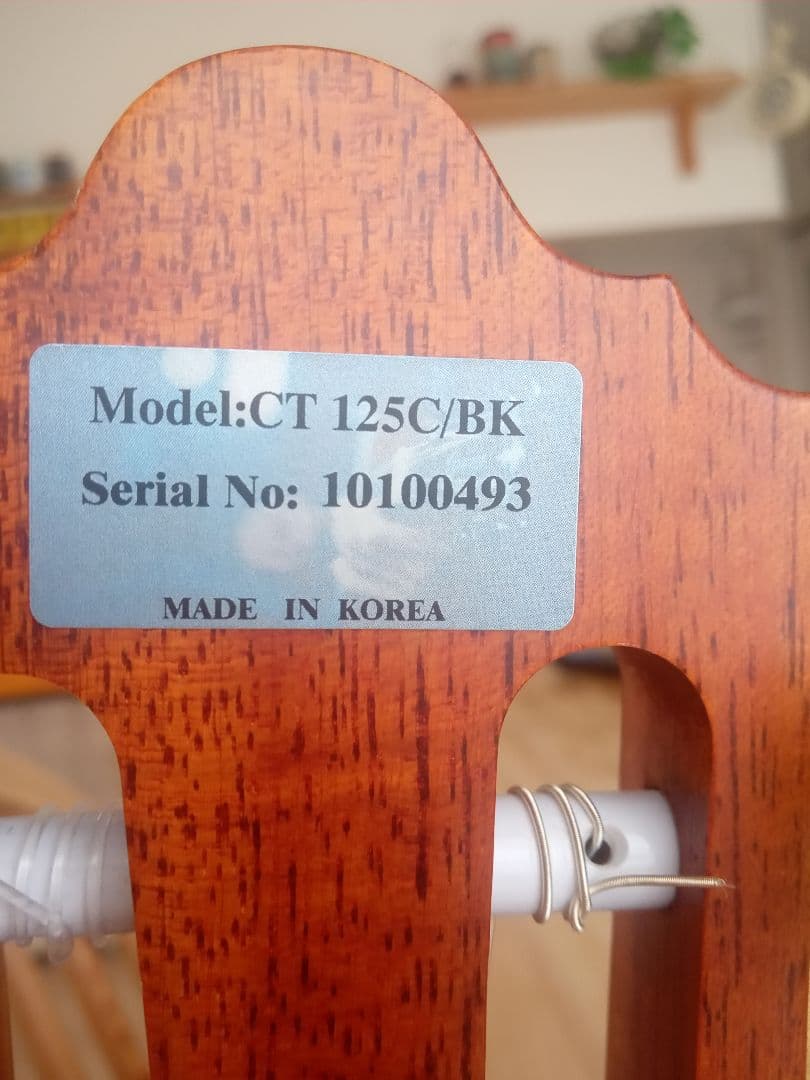 Model:CT 125C/BK
Serial No: 10100493
MADE IN KOREA